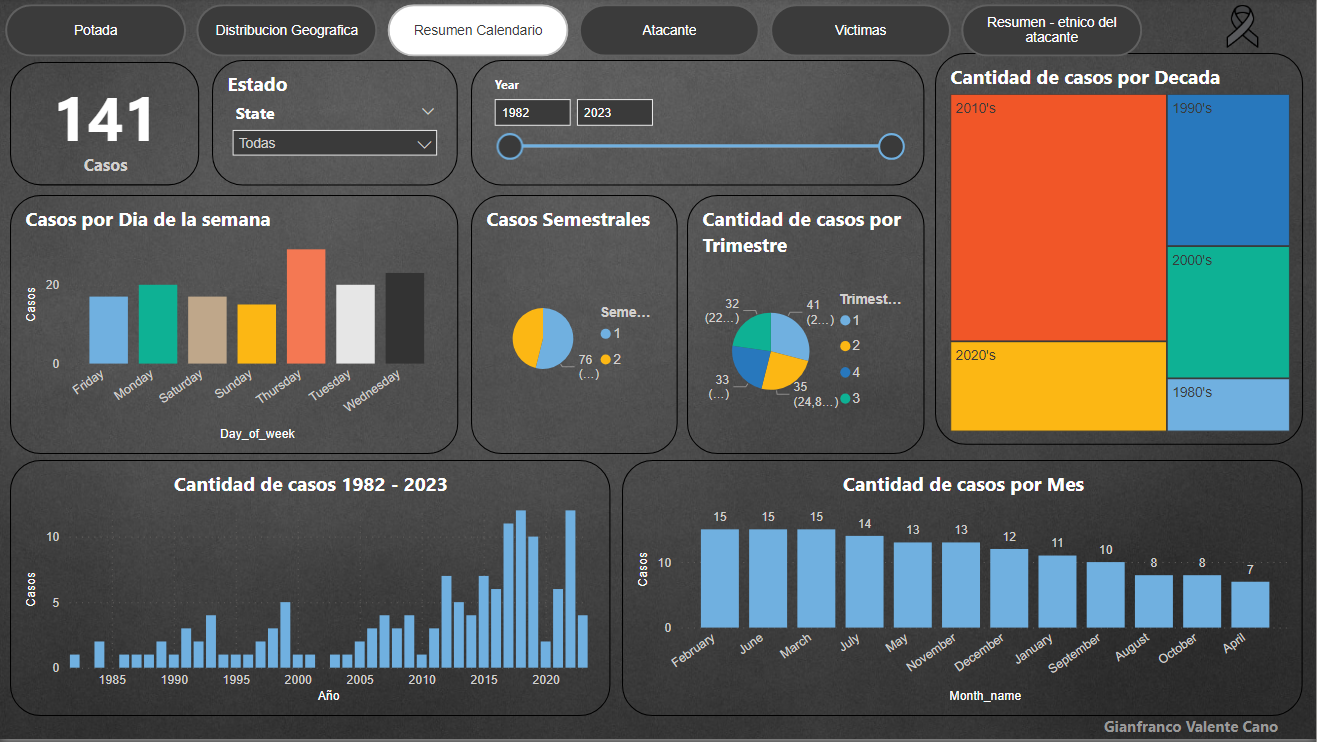 Potada
Distribucion Geografica
Resumen Calendario
Atacante
Victimas
Resumen - etnico del
atacante
141
Casos
Estado
State
Todas
Year
1982
2023
Cantidad de casos por Decada
2010's
1990's
2000's
2020's
1980's
Casos por Dia de la semana
Casos
20
0
Friday
Monday
Saturday
Sunday
Thursday
Tuesday
Wednesday
Day_of_week
Casos Semestrales
Seme...
1
2
76
(...)
Cantidad de casos por
Trimestre
32
(22...)
41
(2...)
33
(...)
35
(24,8...)
Trimest...
1
2
4
3
Cantidad de casos 1982 - 2023
Casos
10
5
0
1985
1990
1995
2000
2005
2010
2015
2020
Año
Cantidad de casos por Mes
Casos
10
0
15
15
15
14
13
13
12
11
10
8
8
7
February
June
March
July
May
November
December
January
September
August
October
April
Month_name
Gianfranco Valente Cano